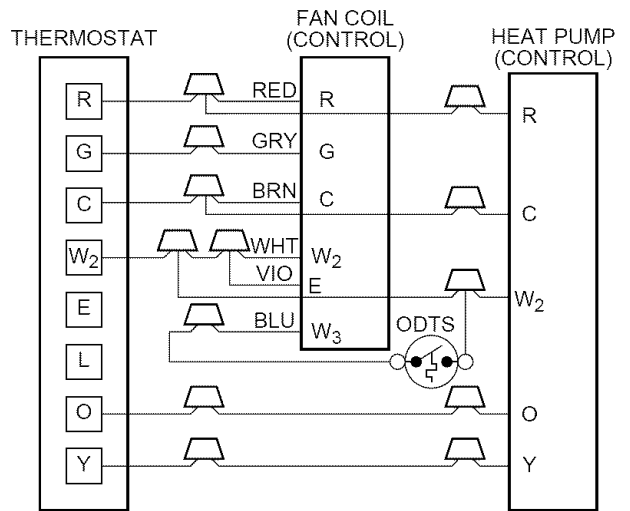 FAN COIL
(CONTROL)
THERMOSTAT
HEAT PUMP
(CONTROL)
R
RED
R
R
G
GRY
G
C
BRN
C
C
W2
WHT
W2
VIO
E
W2
E
BLU
W3
ODTS
L
O
O
Y
Y